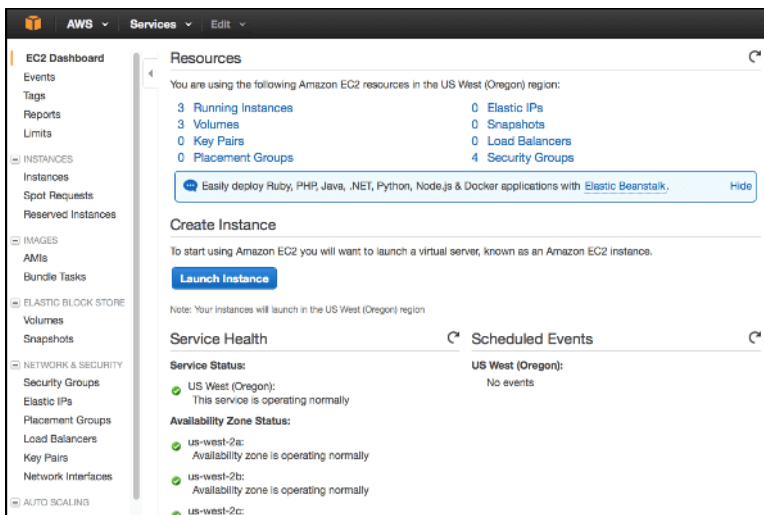 AWS Services Edit
EC2 Dashboard
Events
Tags
Reports
Limits
INSTANCES
Instances
Spot Requests
Reserved Instances
IMAGES
AMIs
Bundle Tasks
ELASTIC BLOCK STORE
Volumes
Snapshots
NETWORK & SECURITY
Security Groups
Elastic IPs
Placement Groups
Load Balancers
Key Pairs
Network Interfaces
AUTO SCALING
Resources
You are using the following Amazon EC2 resources in the US West (Oregon) region:
3 Running Instances
3 Volumes
0 Key Pairs
0 Placement Groups
0 Elastic IPs
0 Snapshots
0 Load Balancers
4 Security Groups
Easily deploy Ruby, PHP, Java, .NET, Python, Node.js & Docker applications with Elastic Beanstalk. Hide
Create Instance
To start using Amazon EC2 you will want to launch a virtual server, known as an Amazon EC2 instance.
Launch Instance
Note: Your instances will launch in the US West (Oregon) region
Service Health
Service Status:
US West (Oregon):
This service is operating normally
Availability Zone Status:
us-west-2a:
Availability zone is operating normally
us-west-2b:
Availability zone is operating normally
us-west-2c:
Scheduled Events
US West (Oregon):
No events